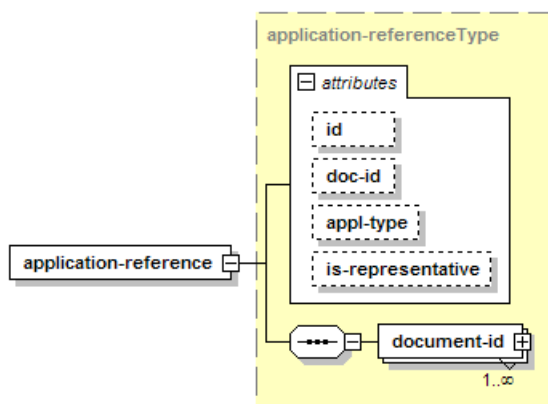 application-referenceType
attributes
id
doc-id
appl-type
is-representative
application-reference
document-id
1..∞